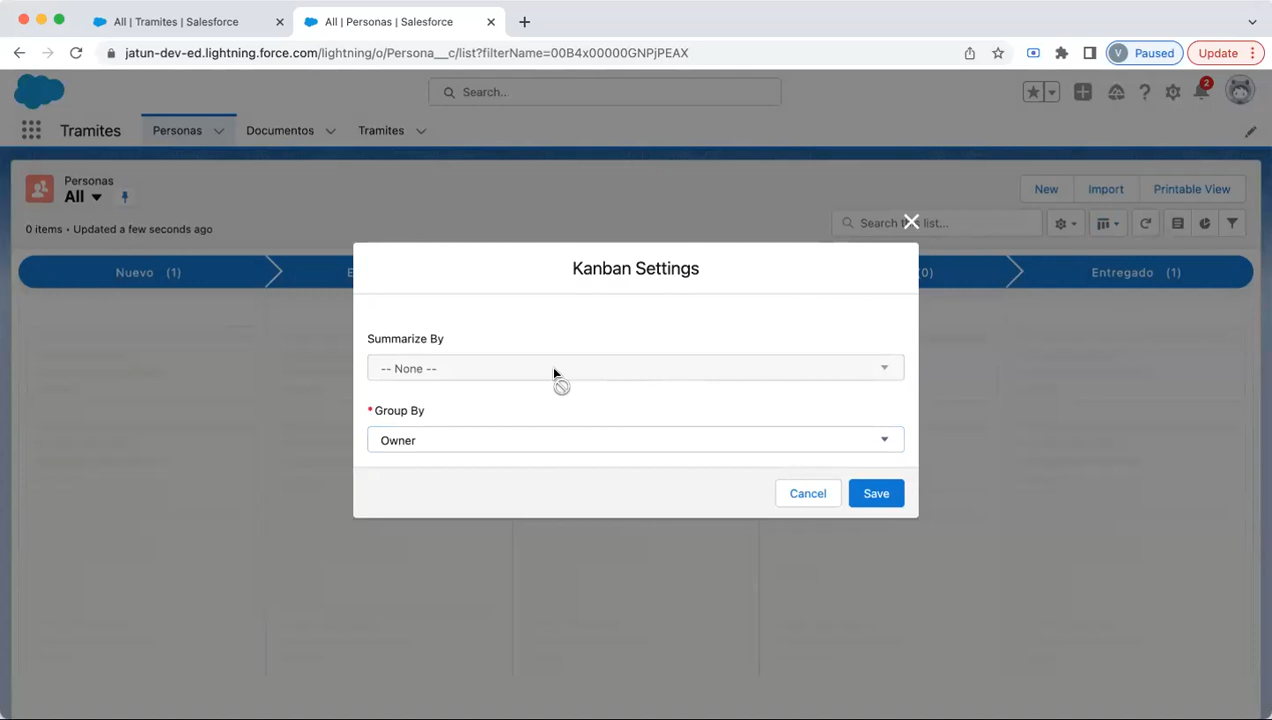 All | Tramites | Salesforce
All | Personas | Salesforce
jatun-dev-ed.lightning.force.com/lightning/o/Persona__c/list?filterName=00B4x00000GNPjPEAX
V
Paused
Update
Search...
2
Tramites
Personas
Documentos
Tramites
Personas
All
New
Import
Printable View
0 items • Updated a few seconds ago
Nuevo (1)
(0)
Entregado (1)
Kanban Settings
Summarize By
-- None --
* Group By
Owner
Cancel
Save